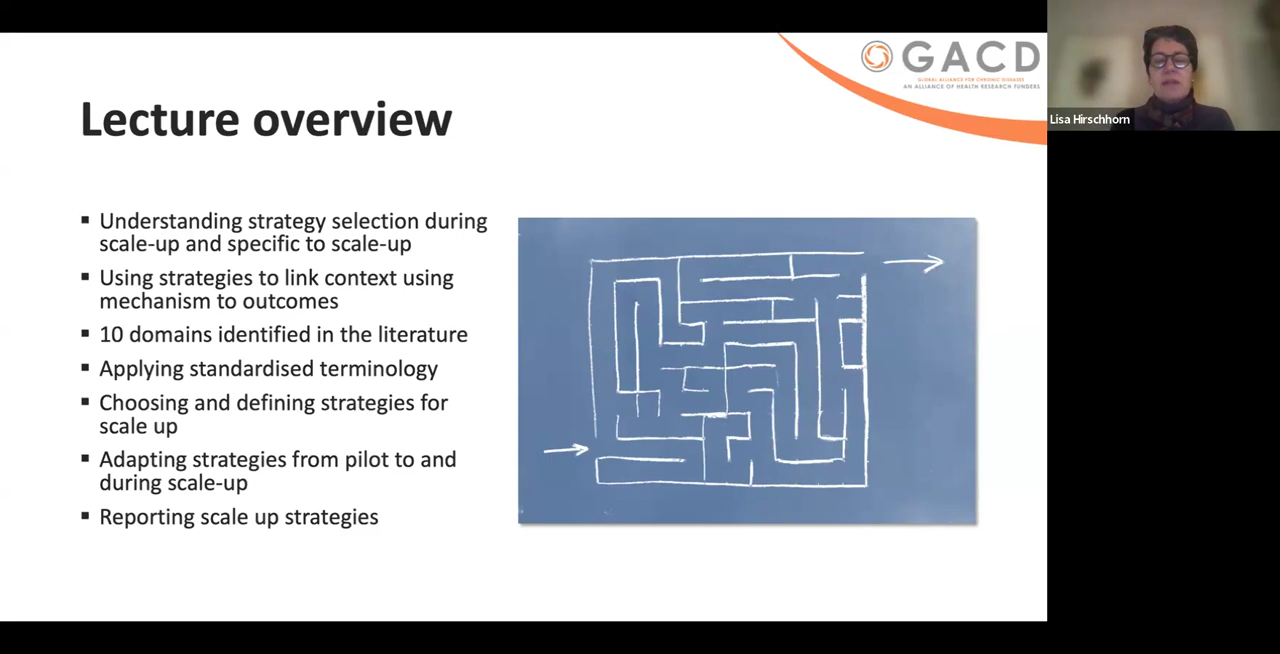 GACD
GLOBAL ALLIANCE FOR CHRONIC DISEASES
AN ALLIANCE OF HEALTH RESEARCH FUNDERS
Lisa Hirschhorn
Lecture overview
▪ Understanding strategy selection during
scale-up and specific to scale-up
▪ Using strategies to link context using
mechanism to outcomes
▪ 10 domains identified in the literature
▪ Applying standardised terminology
▪ Choosing and defining strategies for
scale up
▪ Adapting strategies from pilot to and
during scale-up
▪ Reporting scale up strategies